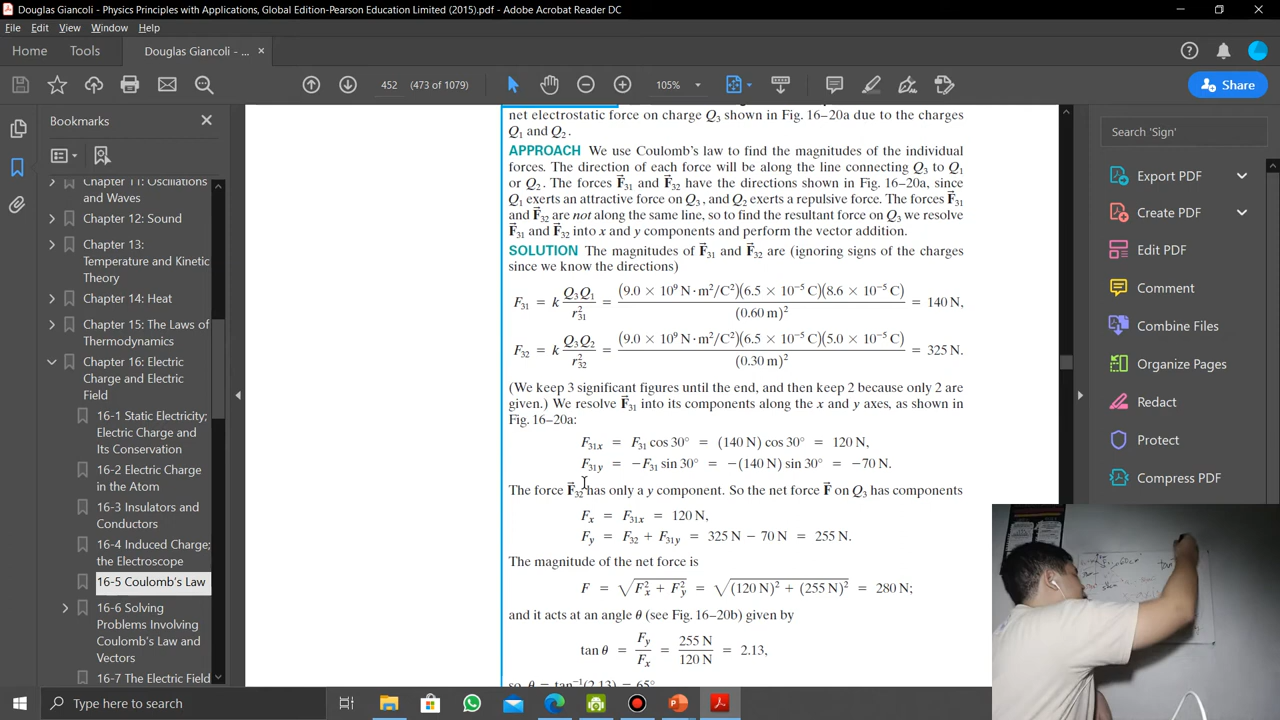 Douglas Giancoli - Physics Principles with Applications, Global Edition-Pearson Education Limited (2015).pdf - Adobe Acrobat Reader DC
File Edit View Window Help
Home Tools Douglas Giancoli - ... ×
452 (473 of 1079) 105% Share
Bookmarks
Chapter 11: Oscillations
and Waves
Chapter 12: Sound
Chapter 13:
Temperature and Kinetic
Theory
Chapter 14: Heat
Chapter 15: The Laws of
Thermodynamics
Chapter 16: Electric
Charge and Electric
Field
16-1 Static Electricity;
Electric Charge and
Its Conservation
16-2 Electric Charge
in the Atom
16-3 Insulators and
Conductors
16-4 Induced Charge;
the Electroscope
16-5 Coulomb's Law
16-6 Solving
Problems Involving
Coulomb's Law and
Vectors
16-7 The Electric Field
net electrostatic force on charge Q₃ shown in Fig. 16–20a due to the charges
Q₁ and Q₂.
APPROACH We use Coulomb's law to find the magnitudes of the individual
forces. The direction of each force will be along the line connecting Q₃ to Q₁
or Q₂. The forces F⃗₃₁ and F⃗₃₂ have the directions shown in Fig. 16–20a, since
Q₁ exerts an attractive force on Q₃, and Q₂ exerts a repulsive force. The forces F⃗₃₁
and F⃗₃₂ are not along the same line, so to find the resultant force on Q₃ we resolve
F⃗₃₁ and F⃗₃₂ into x and y components and perform the vector addition.
SOLUTION The magnitudes of F⃗₃₁ and F⃗₃₂ are (ignoring signs of the charges
since we know the directions)
F₃₁ = k Q₃Q₁/r²₃₁ = (9.0 × 10⁹ N·m²/C²)(6.5 × 10⁻⁵ C)(8.6 × 10⁻⁵ C)/(0.60 m)² = 140 N,
F₃₂ = k Q₃Q₂/r²₃₂ = (9.0 × 10⁹ N·m²/C²)(6.5 × 10⁻⁵ C)(5.0 × 10⁻⁵ C)/(0.30 m)² = 325 N.
(We keep 3 significant figures until the end, and then keep 2 because only 2 are
given.) We resolve F⃗₃₁ into its components along the x and y axes, as shown in
Fig. 16–20a:
F₃₁ₓ = F₃₁ cos 30° = (140 N) cos 30° = 120 N,
F₃₁y = −F₃₁ sin 30° = −(140 N) sin 30° = −70 N.
The force F⃗₃₂ has only a y component. So the net force F⃗ on Q₃ has components
Fₓ = F₃₁ₓ = 120 N,
Fy = F₃₂ + F₃₁y = 325 N − 70 N = 255 N.
The magnitude of the net force is
F = √(Fₓ² + Fy²) = √((120 N)² + (255 N)²) = 280 N;
and it acts at an angle θ (see Fig. 16–20b) given by
tan θ = Fy/Fₓ = 255 N/120 N = 2.13,
so θ = tan⁻¹(2.13) = 65°
Search 'Sign'
Export PDF
Create PDF
Edit PDF
Comment
Combine Files
Organize Pages
Redact
Protect
Compress PDF
Type here to search